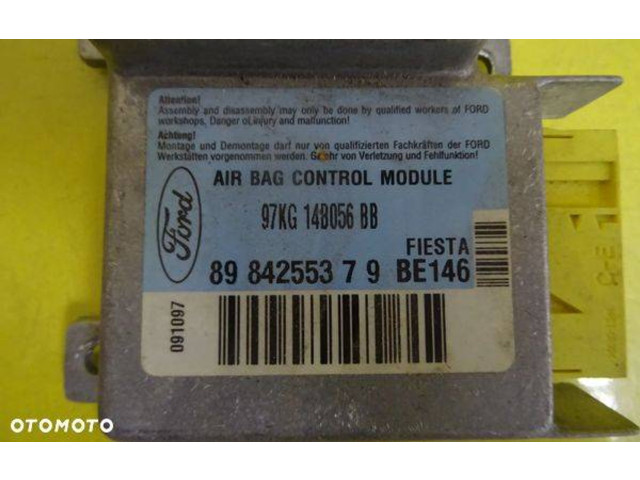 Attention!
Assembly and disassembly may only be done by qualified workers of FORD
workshops. Danger of injury and malfunction!
Achtung!
Montage und Demontage darf nur von qualifizierten Fachkräften der FORD
Werkstätten vorgenommen werden. Gefahr von Verletzung und Fehlfunktion!
Ford
AIR BAG CONTROL MODULE
97KG 14B056 BB
FIESTA
89 8425537 9 BE146
091097
OTOMOTO